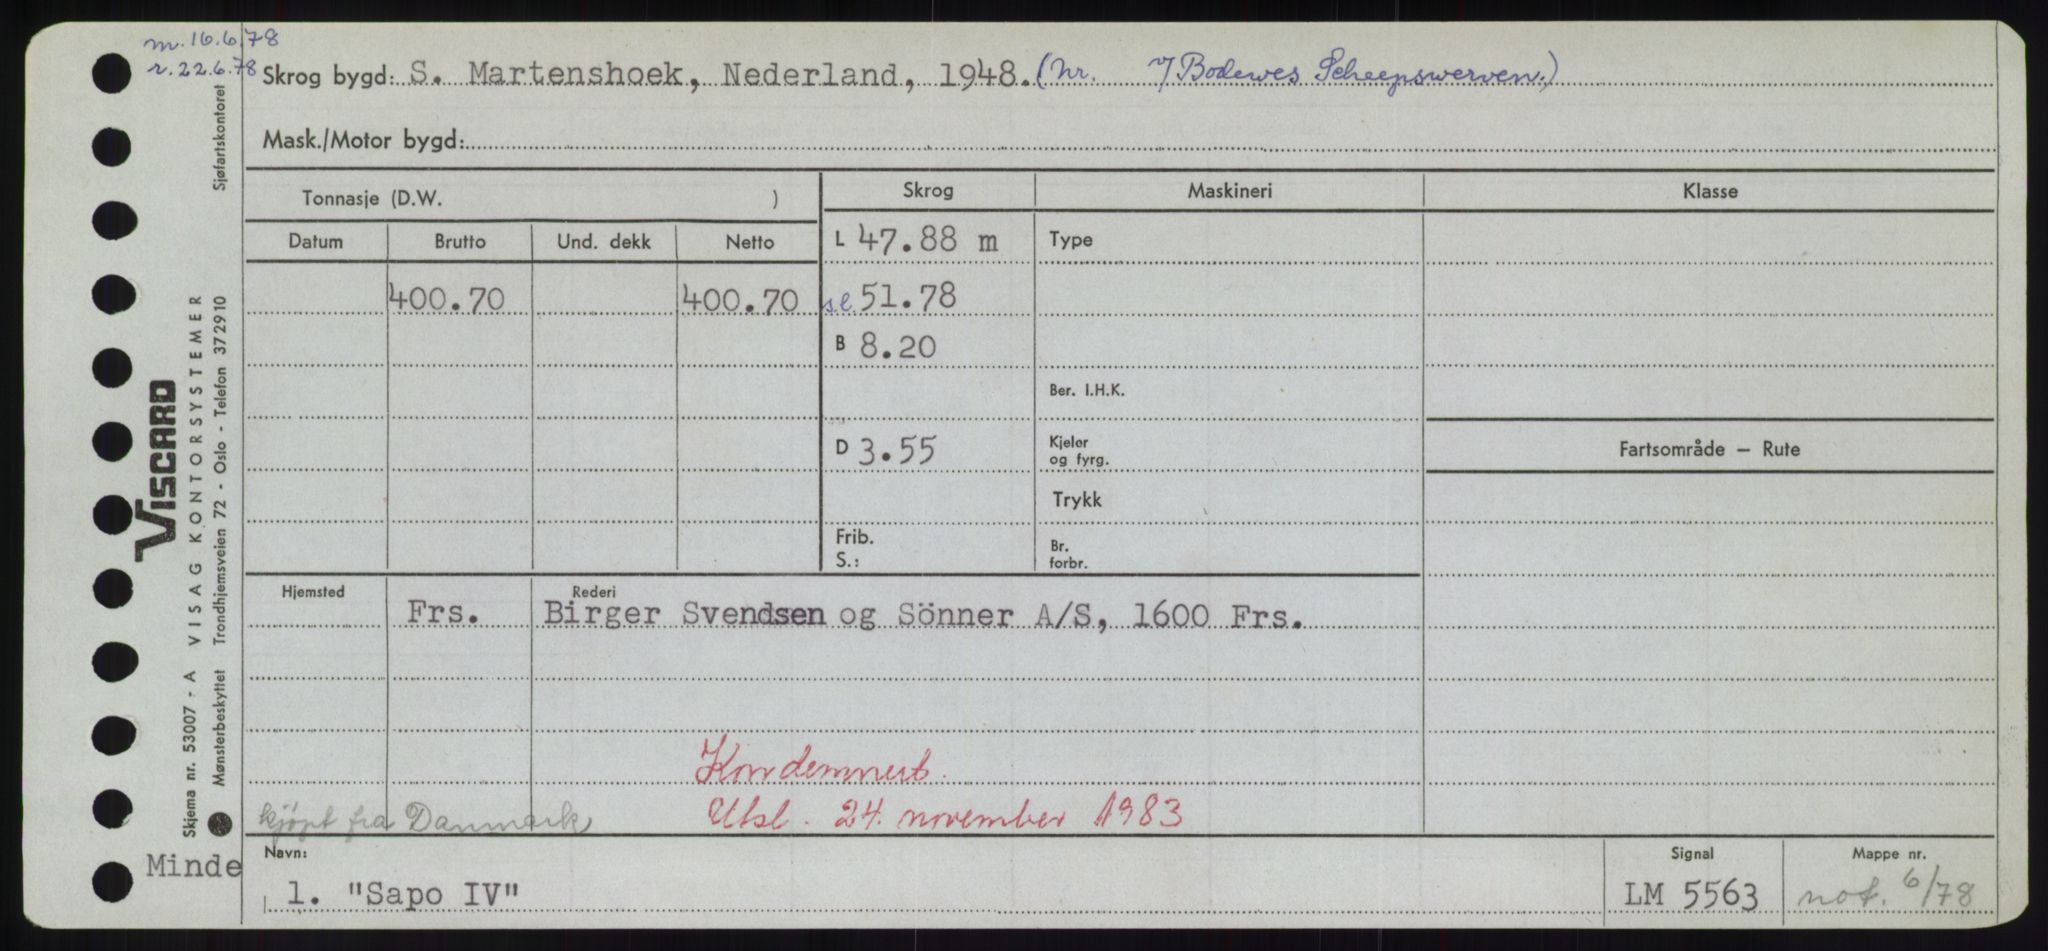 m. 16.6.78
r. 22.6.78
Skrog bygd: S. Martenshoek, Nederland, 1948. (Nr. 7 Bodewes Scheepswerven.)
Mask./Motor bygd:
Tonnasje (D.W. )
Skrog
Maskineri
Klasse
Datum
Brutto
Und. dekk
Netto
L 47.88 m
Type
400.70
400.70
s.l. 51.78
B 8.20
Ber. I.H.K.
D 3.55
Kjeler
og fyrg.
Fartsområde — Rute
Trykk
Frib.
S.:
Br.
forbr.
Hjemsted
Rederi
Frs.
Birger Svendsen og Sönner A/S, 1600 Frs.
Kondemnert.
kjøpt fra Danmark
Utsl. 24. november 1983
Navn:
Signal
Mappe nr.
Minde
1. "Sapo IV"
LM 5563
not. 6/78
VISCARD
Skjema nr. 53007 - A VISAG KONTORSYSTEMER
Mønsterbeskyttet Trondhjemsveien 72 - Oslo - Telefon 372910 Sjøfartskontoret